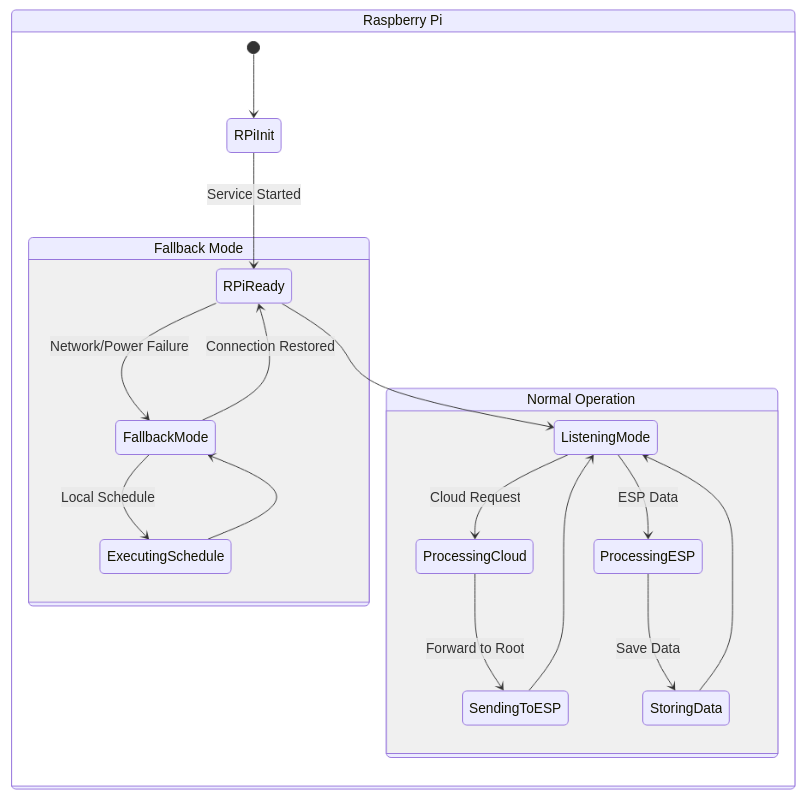 Raspberry Pi
RPiInit
Service Started
Fallback Mode
RPiReady
Network/Power Failure
Connection Restored
FallbackMode
Local Schedule
ExecutingSchedule
Normal Operation
ListeningMode
Cloud Request
ESP Data
ProcessingCloud
ProcessingESP
Forward to Root
Save Data
SendingToESP
StoringData